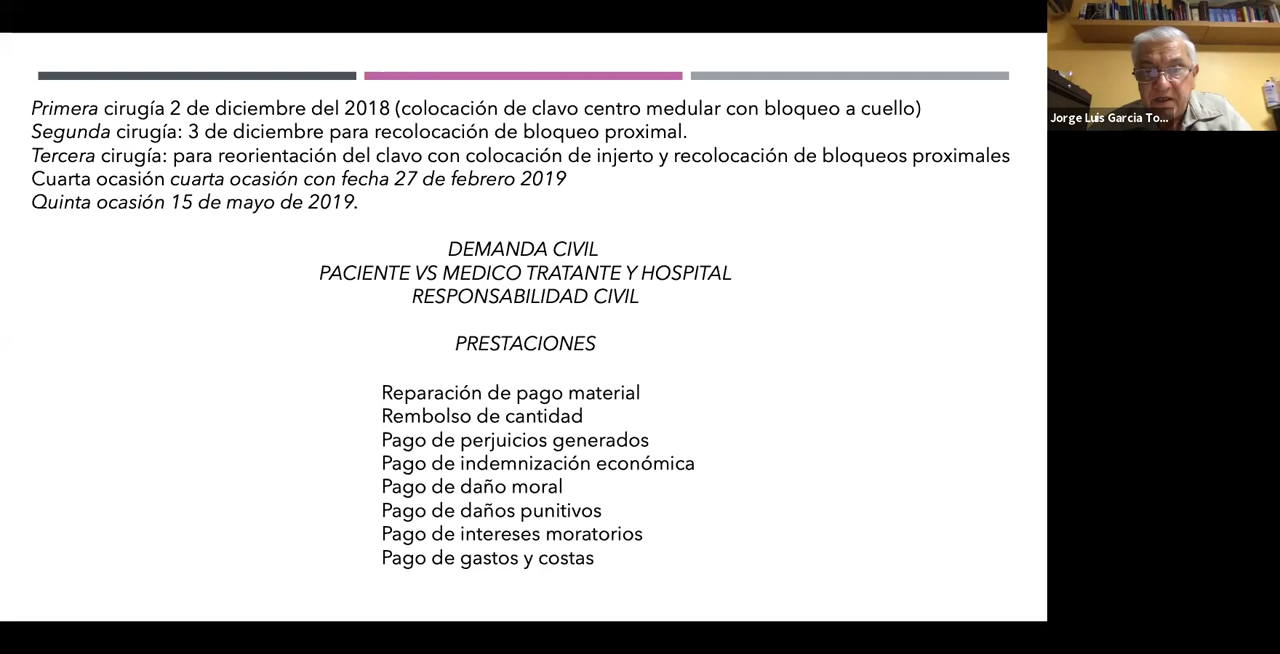 Primera cirugía 2 de diciembre del 2018 (colocación de clavo centro medular con bloqueo a cuello)
Segunda cirugía: 3 de diciembre para recolocación de bloqueo proximal.
Tercera cirugía: para reorientación del clavo con colocación de injerto y recolocación de bloqueos proximales
Cuarta ocasión cuarta ocasión con fecha 27 de febrero 2019
Quinta ocasión 15 de mayo de 2019.
DEMANDA CIVIL
PACIENTE VS MEDICO TRATANTE Y HOSPITAL
RESPONSABILIDAD CIVIL
PRESTACIONES
Reparación de pago material
Rembolso de cantidad
Pago de perjuicios generados
Pago de indemnización económica
Pago de daño moral
Pago de daños punitivos
Pago de intereses moratorios
Pago de gastos y costas
Jorge Luis Garcia To...